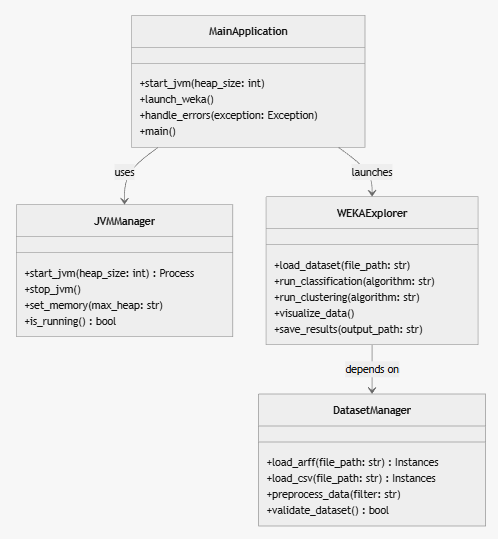 MainApplication
+start_jvm(heap_size: int)
+launch_weka()
+handle_errors(exception: Exception)
+main()
uses
launches
JVMManager
+start_jvm(heap_size: int) : Process
+stop_jvm()
+set_memory(max_heap: str)
+is_running() : bool
WEKAExplorer
+load_dataset(file_path: str)
+run_classification(algorithm: str)
+run_clustering(algorithm: str)
+visualize_data()
+save_results(output_path: str)
depends on
DatasetManager
+load_arff(file_path: str) : Instances
+load_csv(file_path: str) : Instances
+preprocess_data(filter: str)
+validate_dataset() : bool